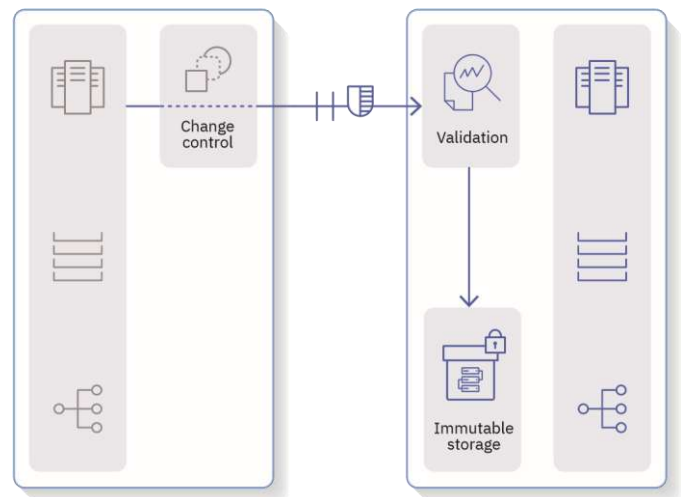 Change
control
Validation
Immutable
storage